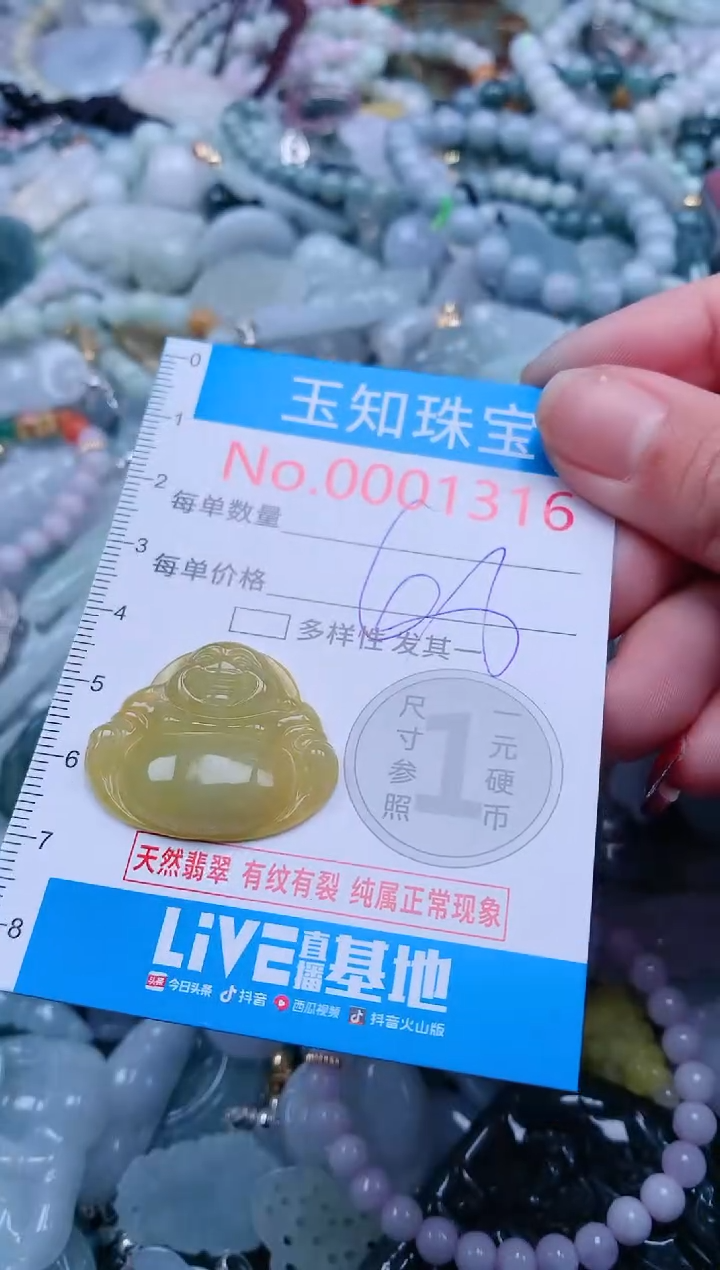 玉知珠宝
No.0001316
每单数量
每单价格
多样性 发其一
0
1
2
3
4
5
6
7
8
尺寸参照
1
一元硬币
天然翡翠 有纹有裂 纯属正常现象
LiVE直播基地
头条 今日头条 抖音 西瓜视频 抖音火山版